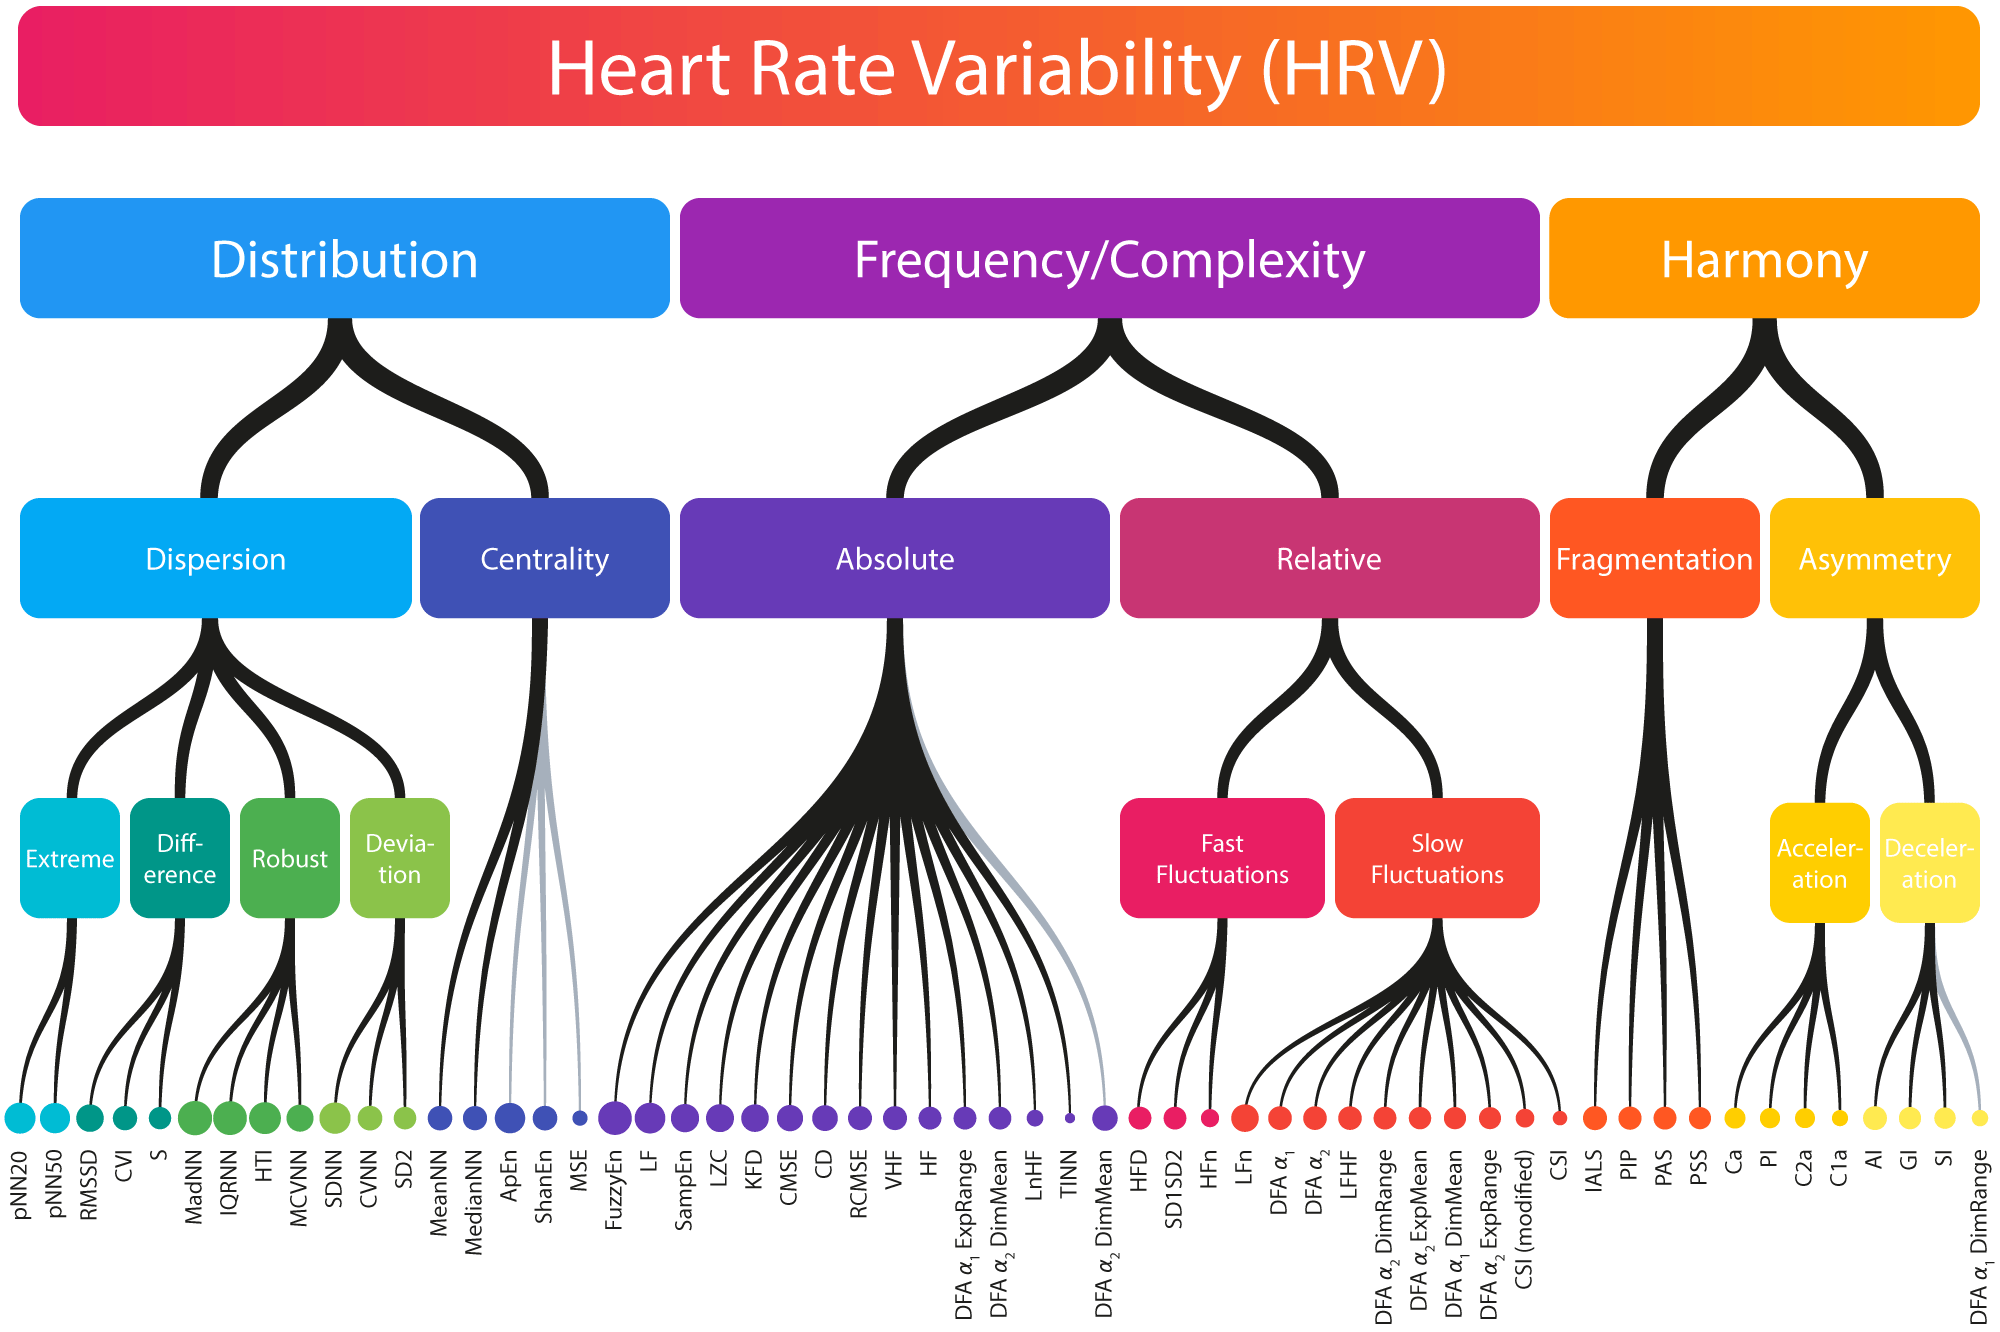 Heart Rate Variability (HRV)
Distribution
Frequency/Complexity
Harmony
Dispersion
Centrality
Absolute
Relative
Fragmentation
Asymmetry
Extreme
Diff-
erence
Robust
Devia-
tion
Fast
Fluctuations
Slow
Fluctuations
Acceler-
ation
Deceler-
ation
pNN20
pNN50
RMSSD
CVI
S
MadNN
IQRNN
HTI
MCVNN
SDNN
CVNN
SD2
MeanNN
MedianNN
ApEn
ShanEn
MSE
FuzzyEn
LF
SampEn
LZC
KFD
CMSE
CD
RCMSE
VHF
HF
DFA α₁ ExpRange
DFA α₂ DimMean
LnHF
TINN
DFA α₂ DimMean
HFD
SD1SD2
HFn
LFn
DFA α₁
DFA α₂
LFHF
DFA α₂ DimRange
DFA α₂ ExpMean
DFA α₁ DimMean
DFA α₂ ExpRange
CSI (modified)
CSI
IALS
PIP
PAS
PSS
Ca
PI
C2a
C1a
AI
GI
SI
DFA α₁ DimRange